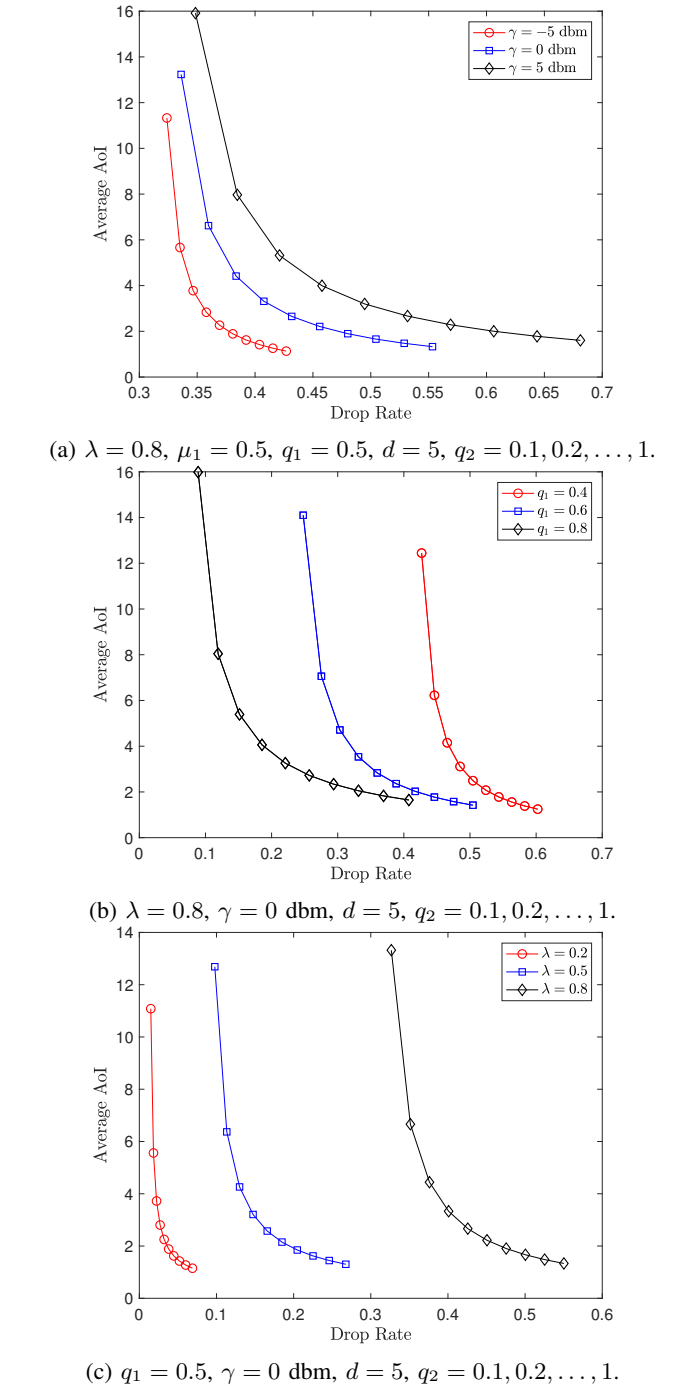 16
14
12
10
8
6
4
2
0
Average AoI
γ = −5 dbm
γ = 0 dbm
γ = 5 dbm
0.3 0.35 0.4 0.45 0.5 0.55 0.6 0.65 0.7
Drop Rate
(a) λ = 0.8, μ₁ = 0.5, q₁ = 0.5, d = 5, q₂ = 0.1, 0.2, . . . , 1.
16
14
12
10
8
6
4
2
0
Average AoI
q₁ = 0.4
q₁ = 0.6
q₁ = 0.8
0 0.1 0.2 0.3 0.4 0.5 0.6 0.7
Drop Rate
(b) λ = 0.8, γ = 0 dbm, d = 5, q₂ = 0.1, 0.2, . . . , 1.
14
12
10
8
6
4
2
0
Average AoI
λ = 0.2
λ = 0.5
λ = 0.8
0 0.1 0.2 0.3 0.4 0.5 0.6
Drop Rate
(c) q₁ = 0.5, γ = 0 dbm, d = 5, q₂ = 0.1, 0.2, . . . , 1.